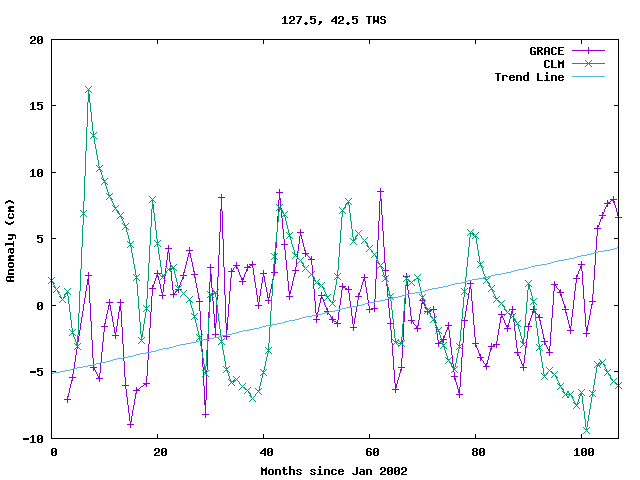 127.5, 42.5 TWS
GRACE
CLM
Trend Line
20
15
10
5
0
-5
-10
Anomaly (cm)
0 20 40 60 80 100
Months since Jan 2002